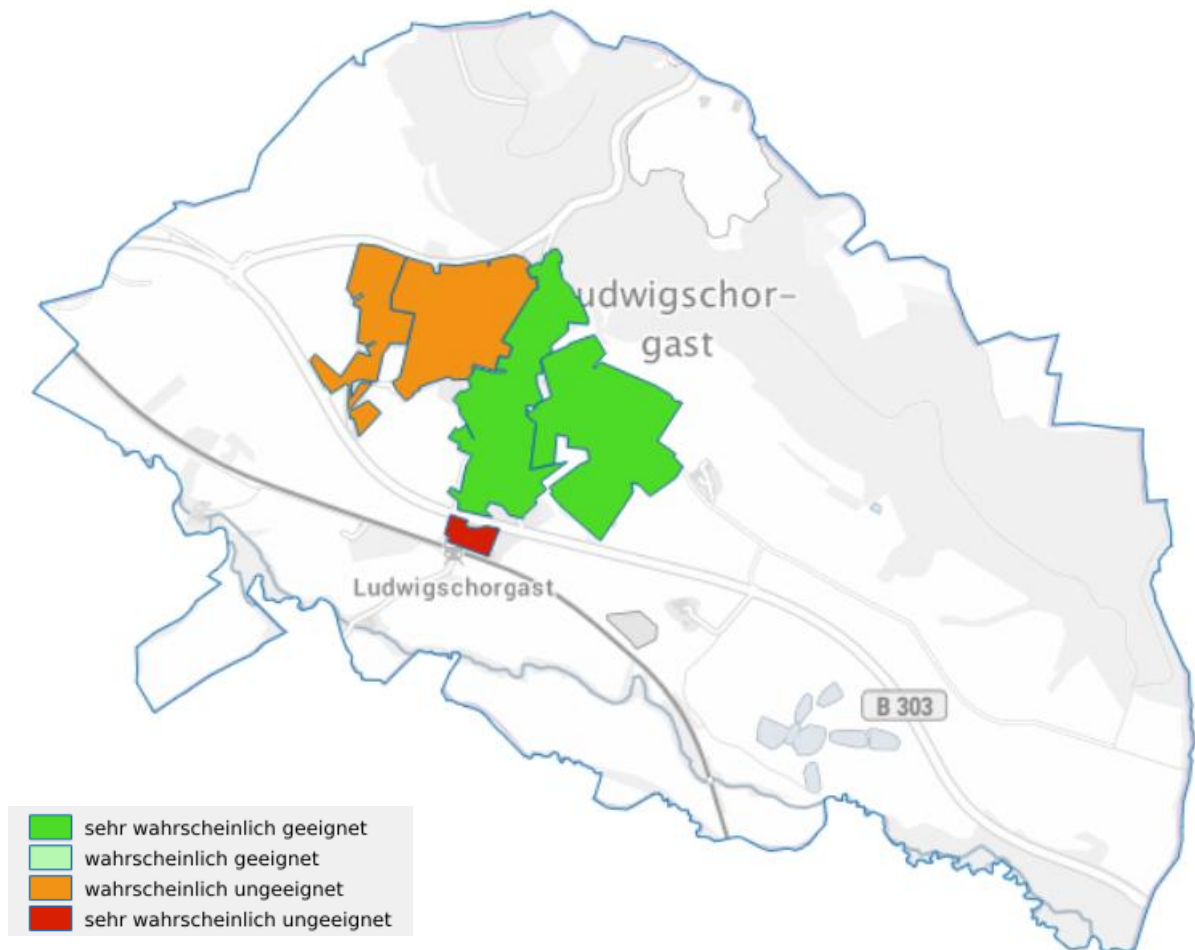 udwigschor-
gast
Ludwigschorgast
B 303
sehr wahrscheinlich geeignet
wahrscheinlich geeignet
wahrscheinlich ungeeignet
sehr wahrscheinlich ungeeignet